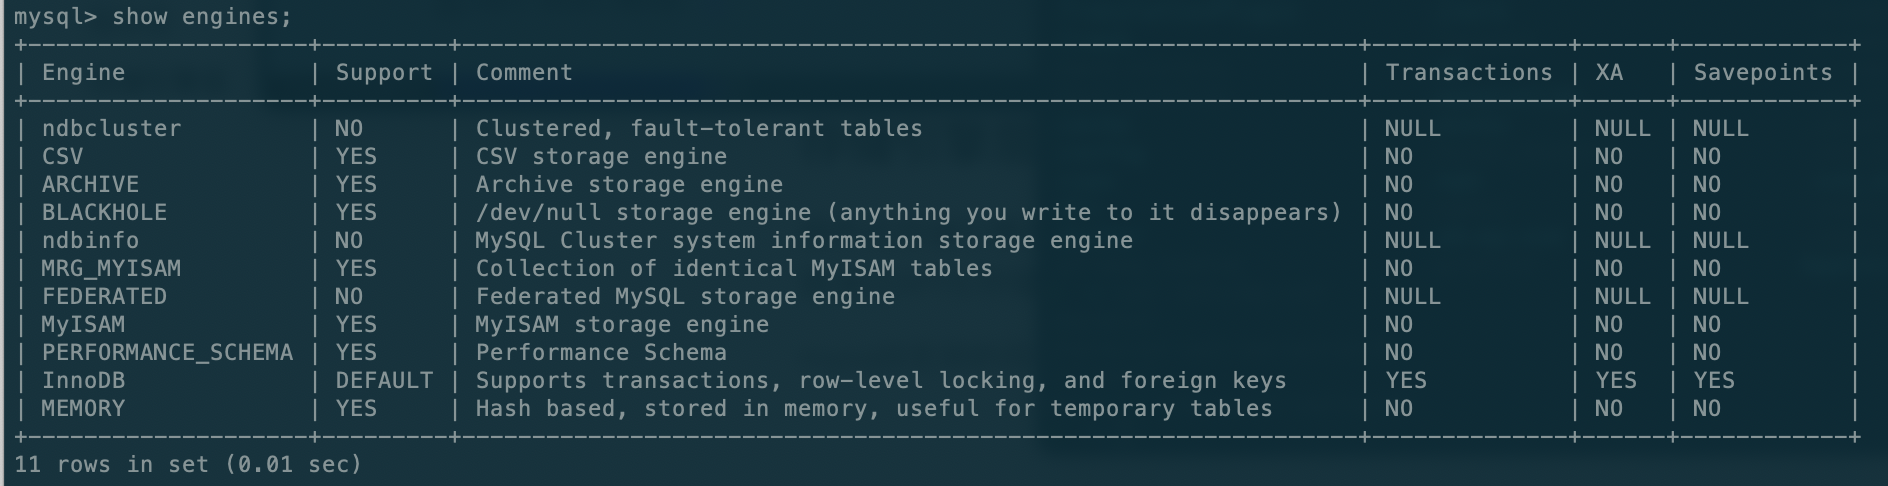 mysql> show engines;
+--------------------+---------+----------------------------------------------------------------+--------------+------+------------+
| Engine             | Support | Comment                                                        | Transactions | XA   | Savepoints |
+--------------------+---------+----------------------------------------------------------------+--------------+------+------------+
| ndbcluster         | NO      | Clustered, fault-tolerant tables                               | NULL         | NULL | NULL       |
| CSV                | YES     | CSV storage engine                                             | NO           | NO   | NO         |
| ARCHIVE            | YES     | Archive storage engine                                         | NO           | NO   | NO         |
| BLACKHOLE          | YES     | /dev/null storage engine (anything you write to it disappears) | NO           | NO   | NO         |
| ndbinfo            | NO      | MySQL Cluster system information storage engine                | NULL         | NULL | NULL       |
| MRG_MYISAM         | YES     | Collection of identical MyISAM tables                          | NO           | NO   | NO         |
| FEDERATED          | NO      | Federated MySQL storage engine                                 | NULL         | NULL | NULL       |
| MyISAM             | YES     | MyISAM storage engine                                          | NO           | NO   | NO         |
| PERFORMANCE_SCHEMA | YES     | Performance Schema                                             | NO           | NO   | NO         |
| InnoDB             | DEFAULT | Supports transactions, row-level locking, and foreign keys     | YES          | YES  | YES        |
| MEMORY             | YES     | Hash based, stored in memory, useful for temporary tables      | NO           | NO   | NO         |
+--------------------+---------+----------------------------------------------------------------+--------------+------+------------+
11 rows in set (0.01 sec)